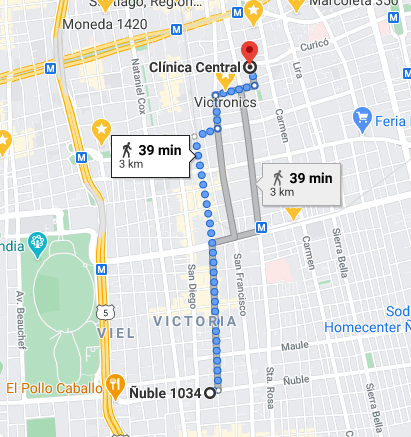 Santiago, Región...
Marcoleta 350
Moneda 1420
Curicó
Clínica Central
Lira
Nataniel Cox
Victronics
Carmen
Feria
39 min
3 km
39 min
3 km
Carmen
Sierra Bella
ndia
San Diego
San Francisco
Av. Beauchef
5
Sod
Homecenter Ñ
VICTORIA
VIEL
Maule
Sta. Rosa
Ñuble
El Pollo Caballo
Ñuble 1034
Sierra Bella
M
M
M
M